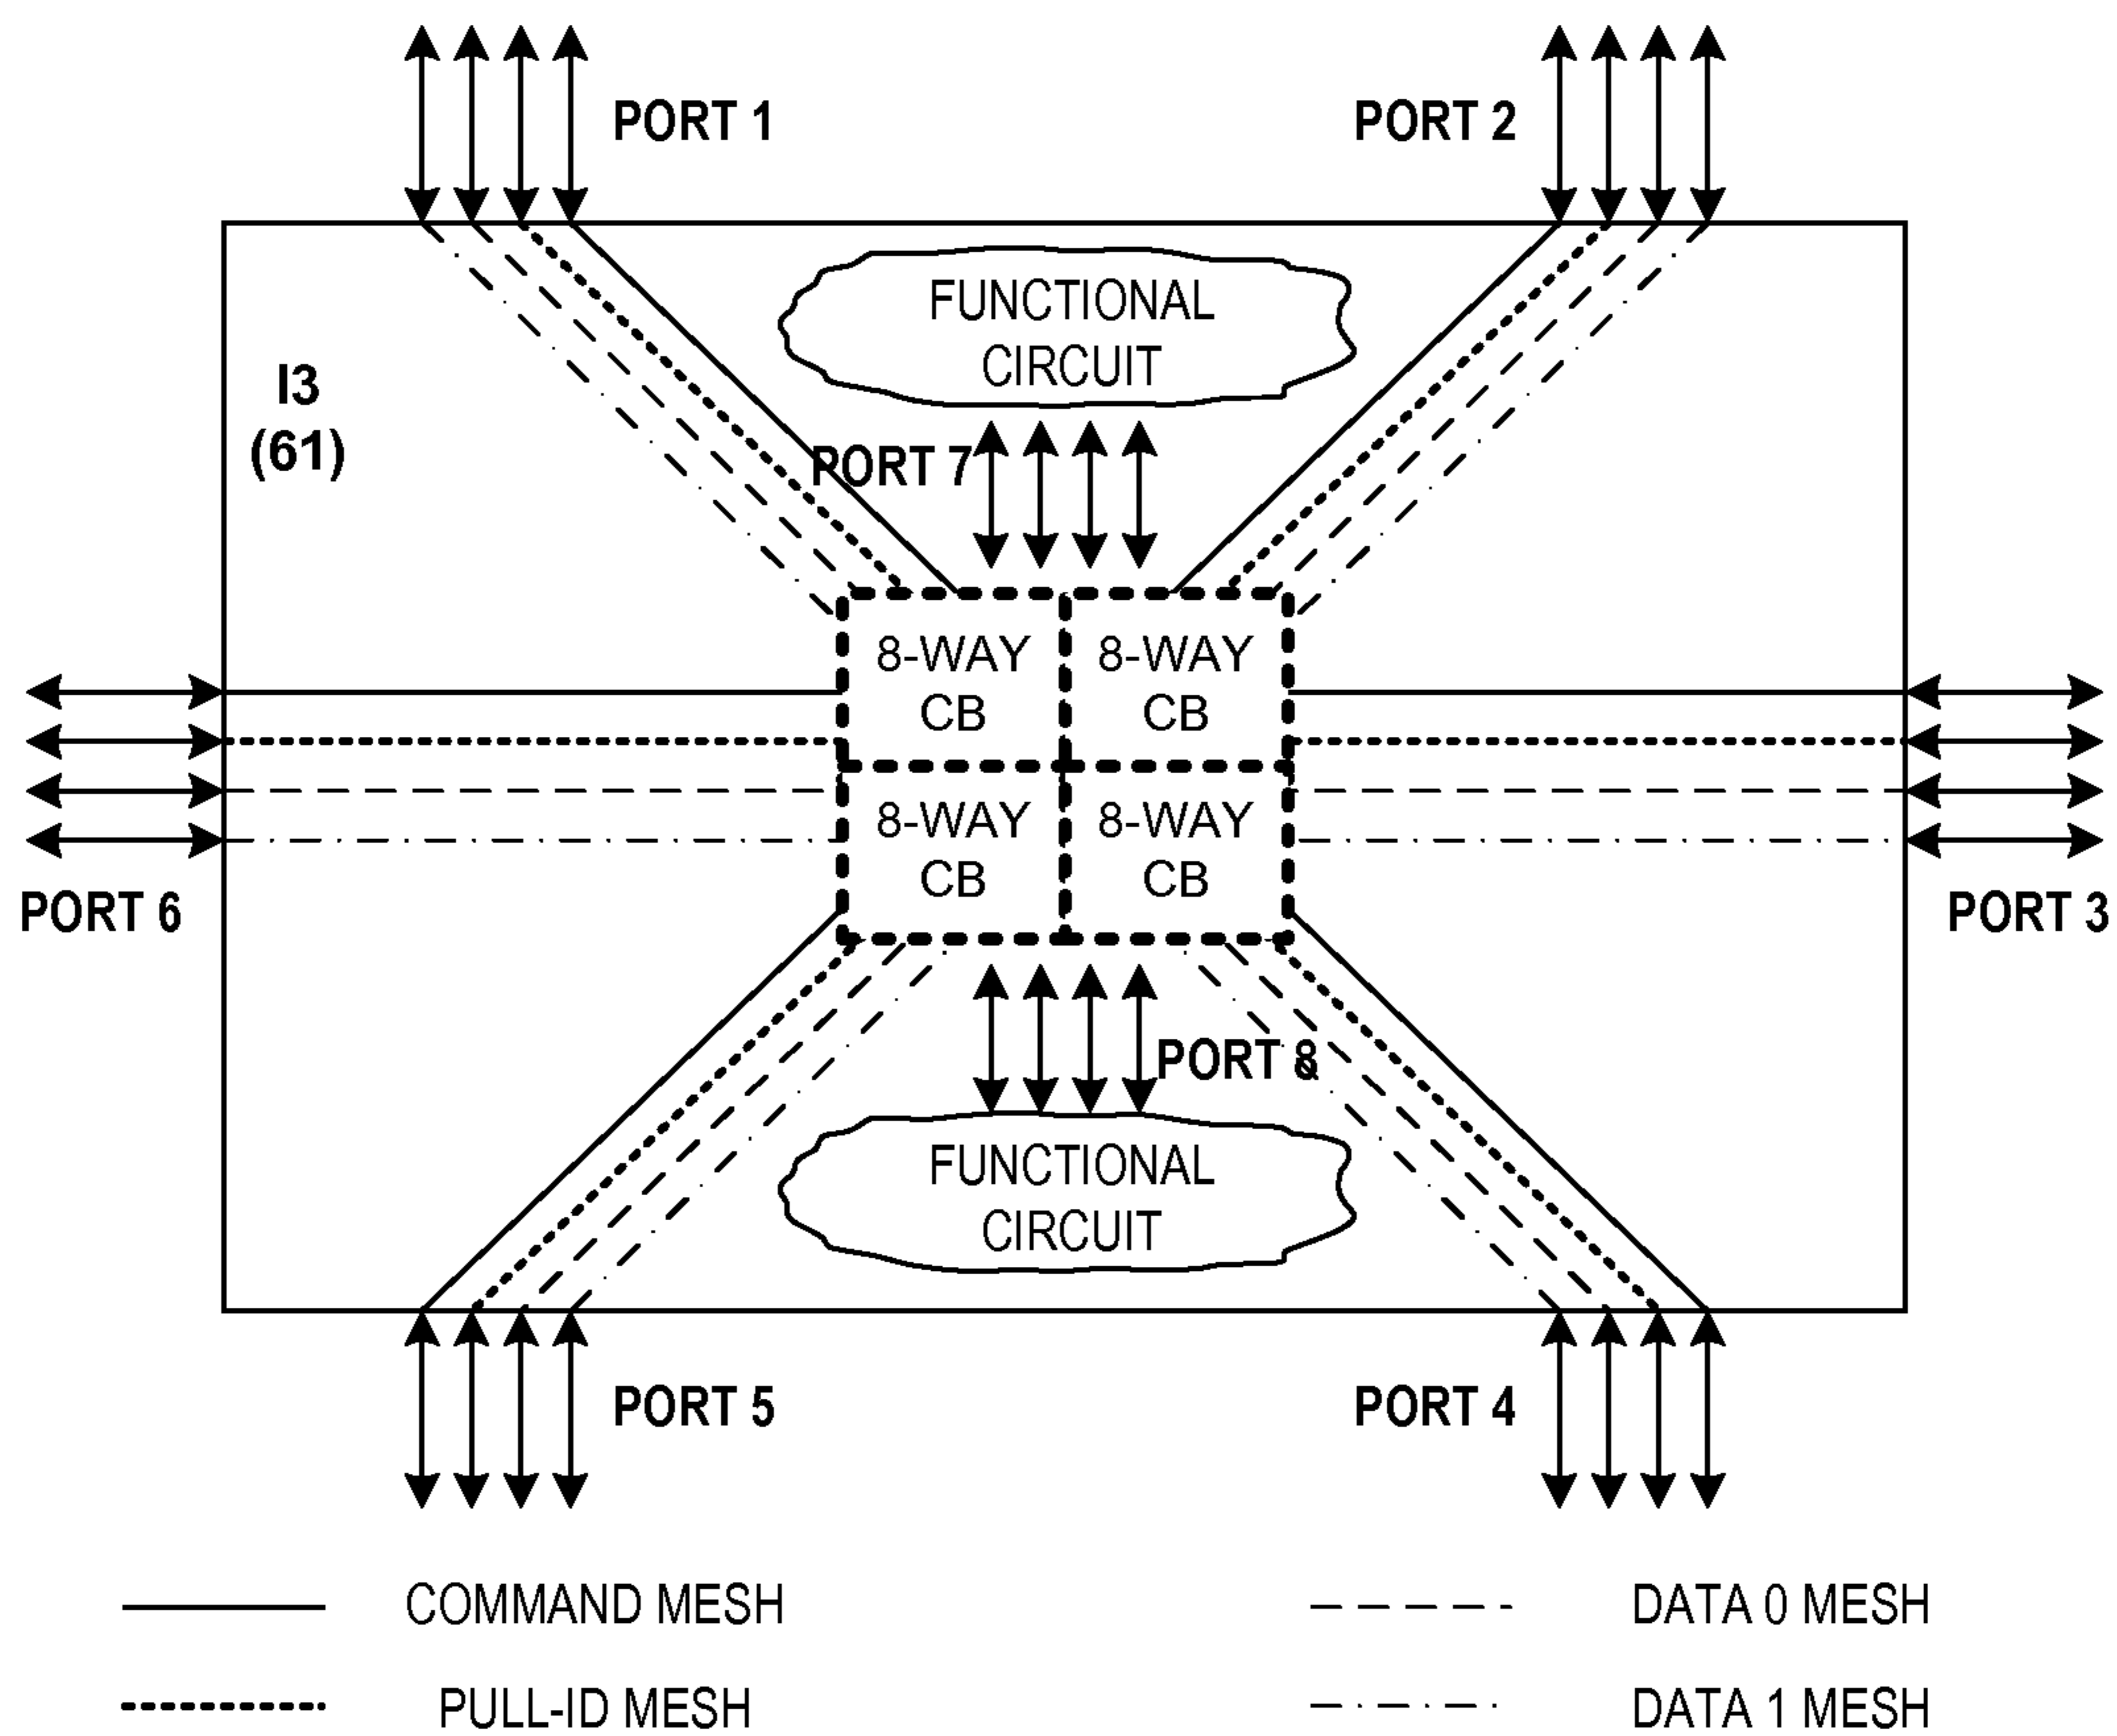 PORT 1
PORT 2
FUNCTIONAL
CIRCUIT
I3
(61)
PORT 7
8-WAY
CB
8-WAY
CB
8-WAY
CB
8-WAY
CB
PORT 6
PORT 3
PORT 8
FUNCTIONAL
CIRCUIT
PORT 5
PORT 4
COMMAND MESH
DATA 0 MESH
PULL-ID MESH
DATA 1 MESH